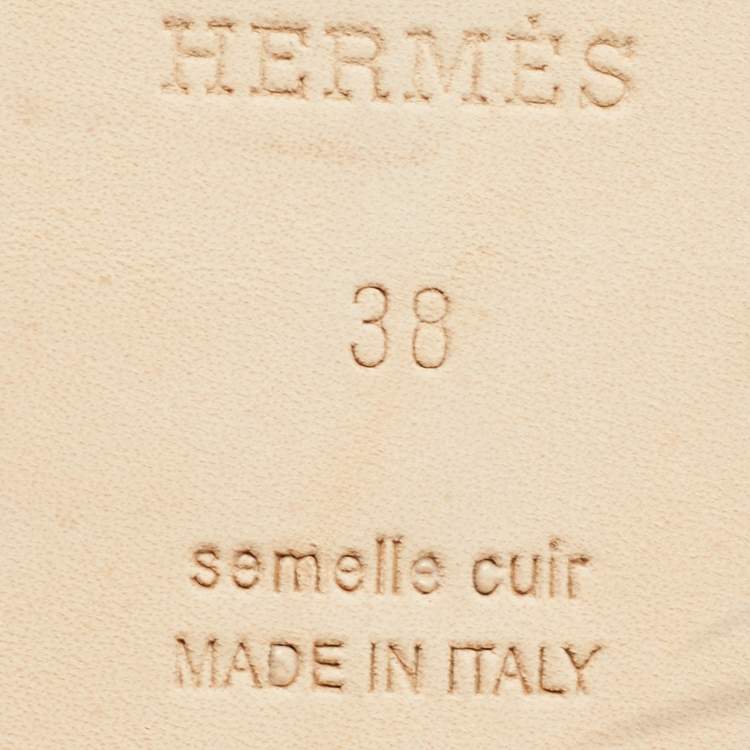 HERMÈS
38
semelle cuir
MADE IN ITALY